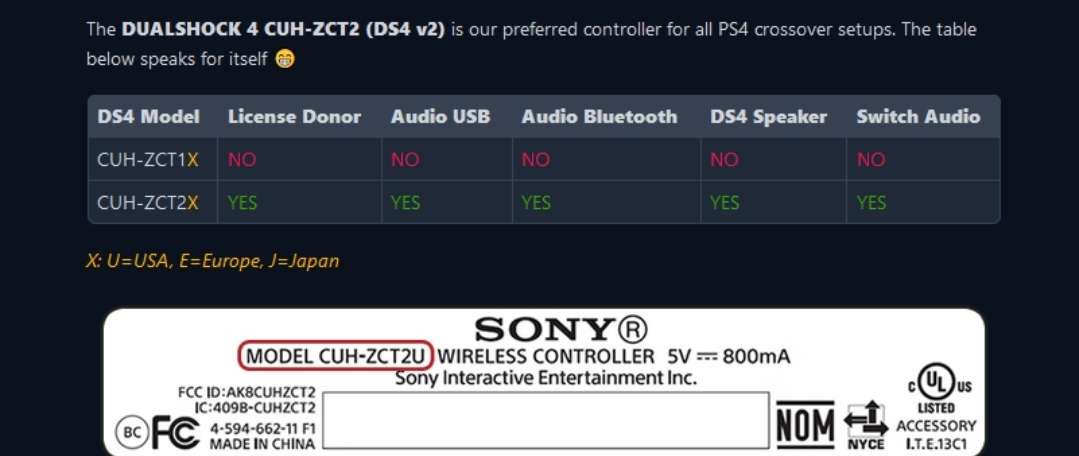 The DUALSHOCK 4 CUH-ZCT2 (DS4 v2) is our preferred controller for all PS4 crossover setups. The table
below speaks for itself 😁
DS4 Model License Donor Audio USB Audio Bluetooth DS4 Speaker Switch Audio
CUH-ZCT1X NO NO NO NO NO
CUH-ZCT2X YES YES YES YES YES
X: U=USA, E=Europe, J=Japan
SONY®
MODEL CUH-ZCT2U WIRELESS CONTROLLER 5V ⎓ 800mA
Sony Interactive Entertainment Inc.
FCC ID:AK8CUHZCT2
IC:409B-CUHZCT2
4-594-662-11 F1
MADE IN CHINA
BC FC
NOM
NYCE
C UL US
LISTED
ACCESSORY
I.T.E.13C1